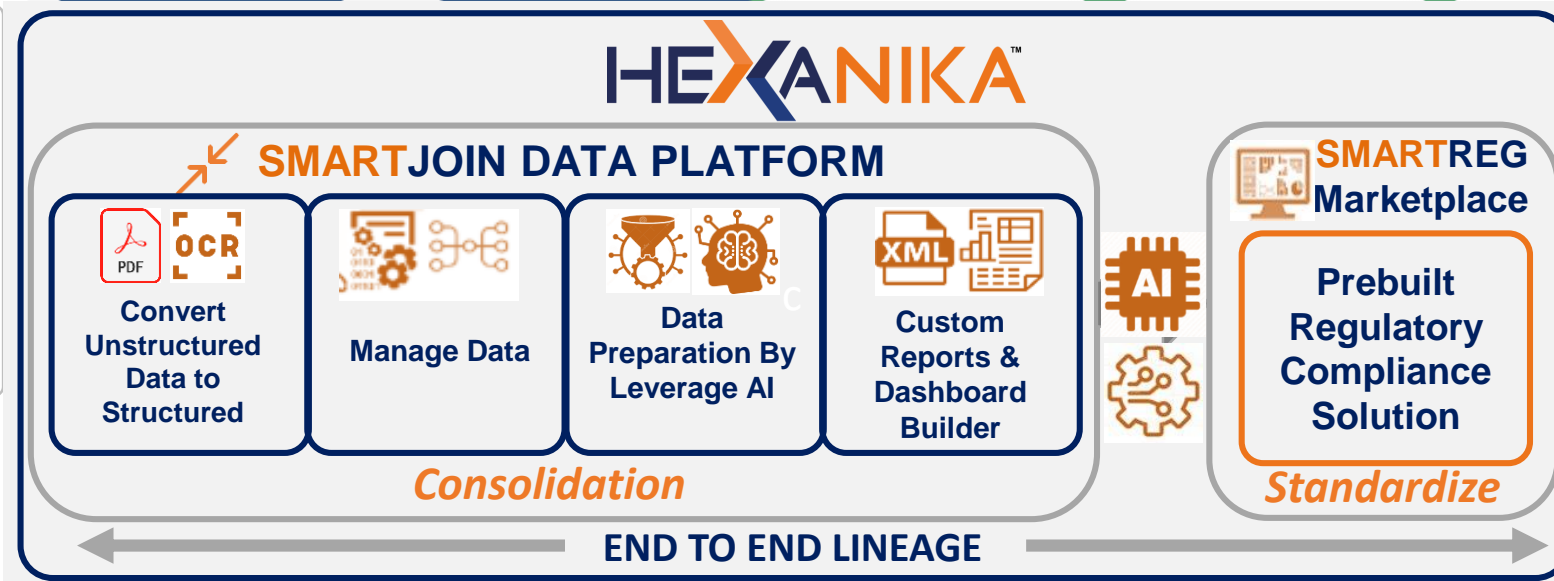 HEXANIKA™
SMARTJOIN DATA PLATFORM
PDF
OCR
Convert
Unstructured
Data to
Structured
Manage Data
Data
Preparation By
Leverage AI
C
XML
Custom
Reports &
Dashboard
Builder
Consolidation
AI
SMARTREG
Marketplace
Prebuilt
Regulatory
Compliance
Solution
Standardize
END TO END LINEAGE